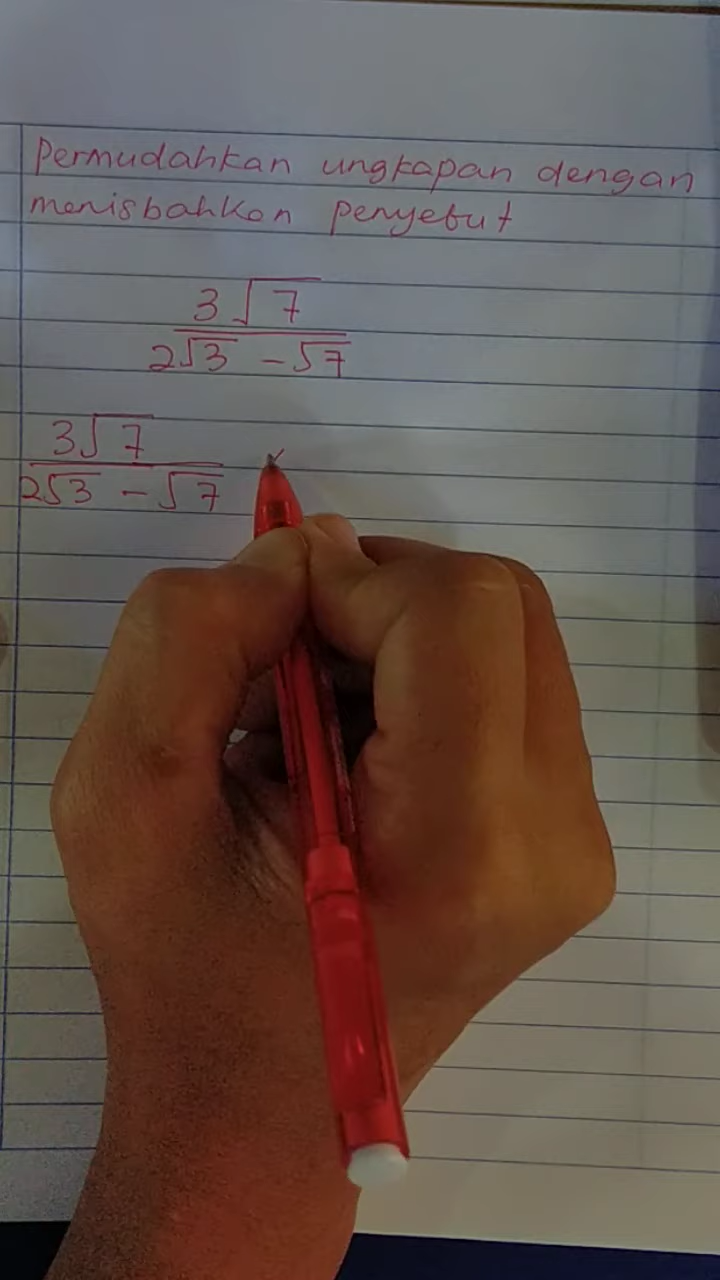 Permudahkan ungkapan dengan
menisbahkan penyebut
3√7
2√3 - √7
3√7
2√3 - √7
×